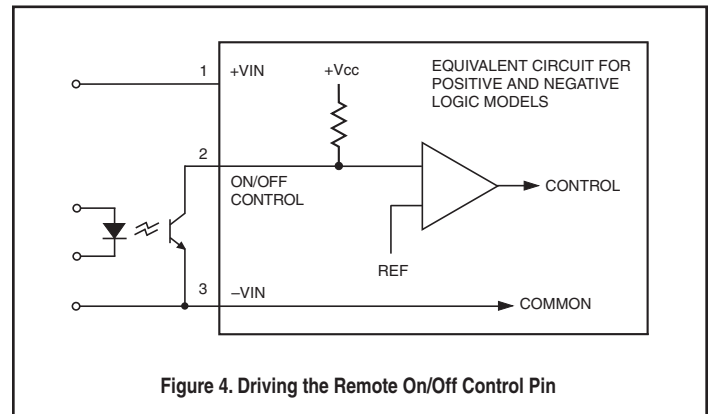 1
+VIN
+Vcc
EQUIVALENT CIRCUIT FOR
POSITIVE AND NEGATIVE
LOGIC MODELS
2
ON/OFF
CONTROL
CONTROL
REF
3
–VIN
COMMON
Figure 4. Driving the Remote On/Off Control Pin